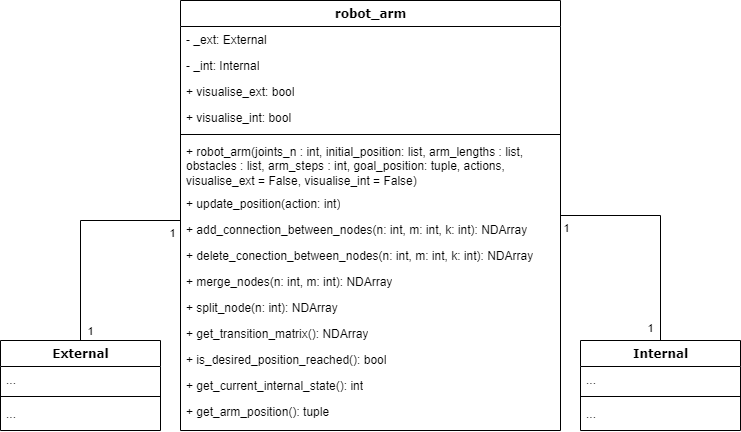 robot_arm
- _ext: External
- _int: Internal
+ visualise_ext: bool
+ visualise_int: bool
+ robot_arm(joints_n : int, initial_position: list, arm_lengths : list,
obstacles : list, arm_steps : int, goal_position: tuple, actions,
visualise_ext = False, visualise_int = False)
+ update_position(action: int)
+ add_connection_between_nodes(n: int, m: int, k: int): NDArray
+ delete_conection_between_nodes(n: int, m: int, k: int): NDArray
+ merge_nodes(n: int, m: int): NDArray
+ split_node(n: int): NDArray
+ get_transition_matrix(): NDArray
+ is_desired_position_reached(): bool
+ get_current_internal_state(): int
+ get_arm_position(): tuple
1
1
External
...
...
1
1
Internal
...
...